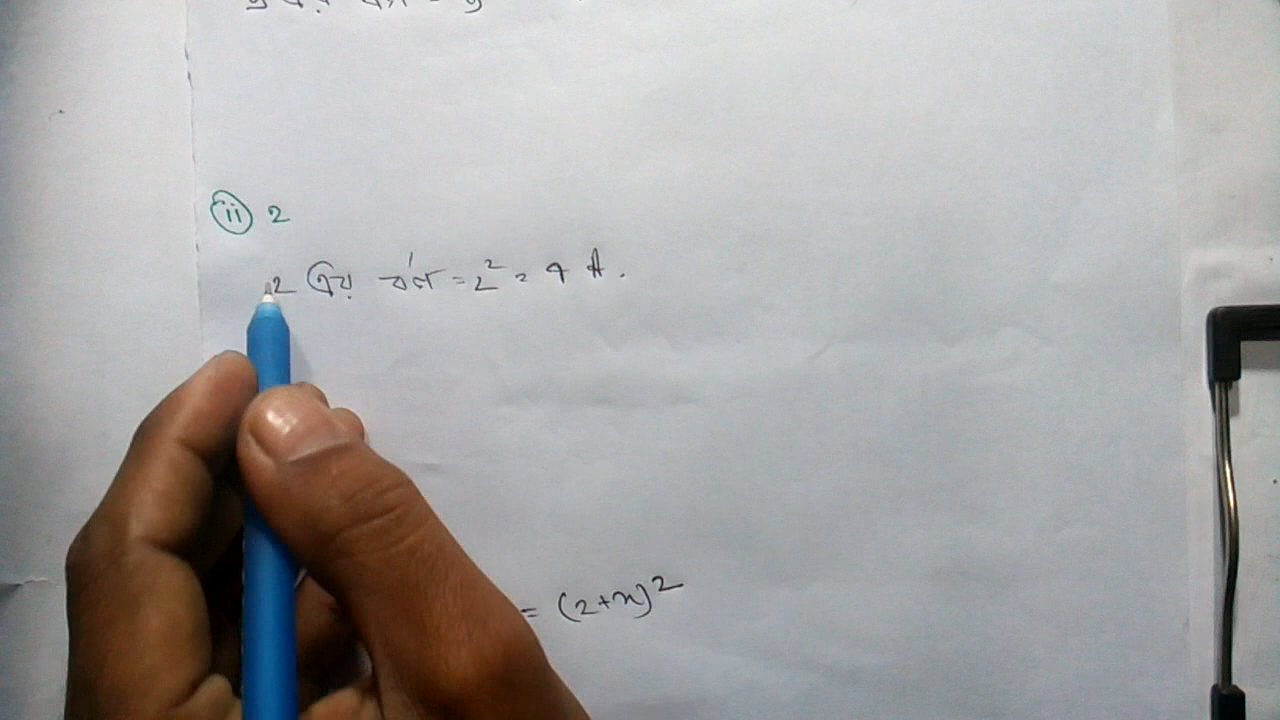 ii 2
2 এর বর্গ = 2² = 4 A.
= (2+x)²